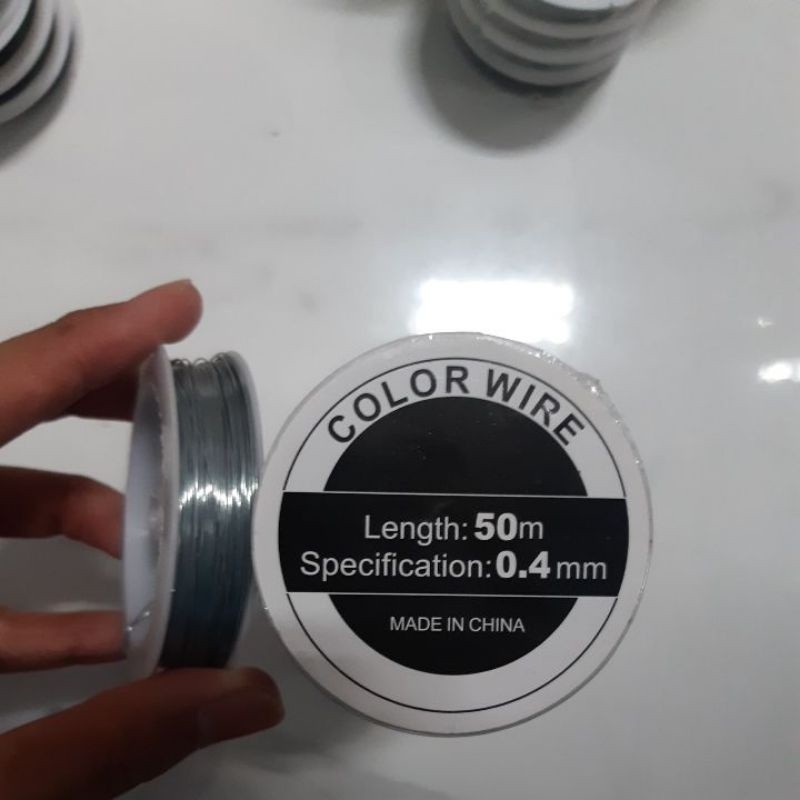 COLOR WIRE
Length: 50m
Specification: 0.4 mm
MADE IN CHINA